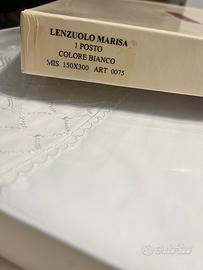 LENZUOLO MARISA
1 POSTO
COLORE BIANCO
MIS. 150X300 ART 0075
subito